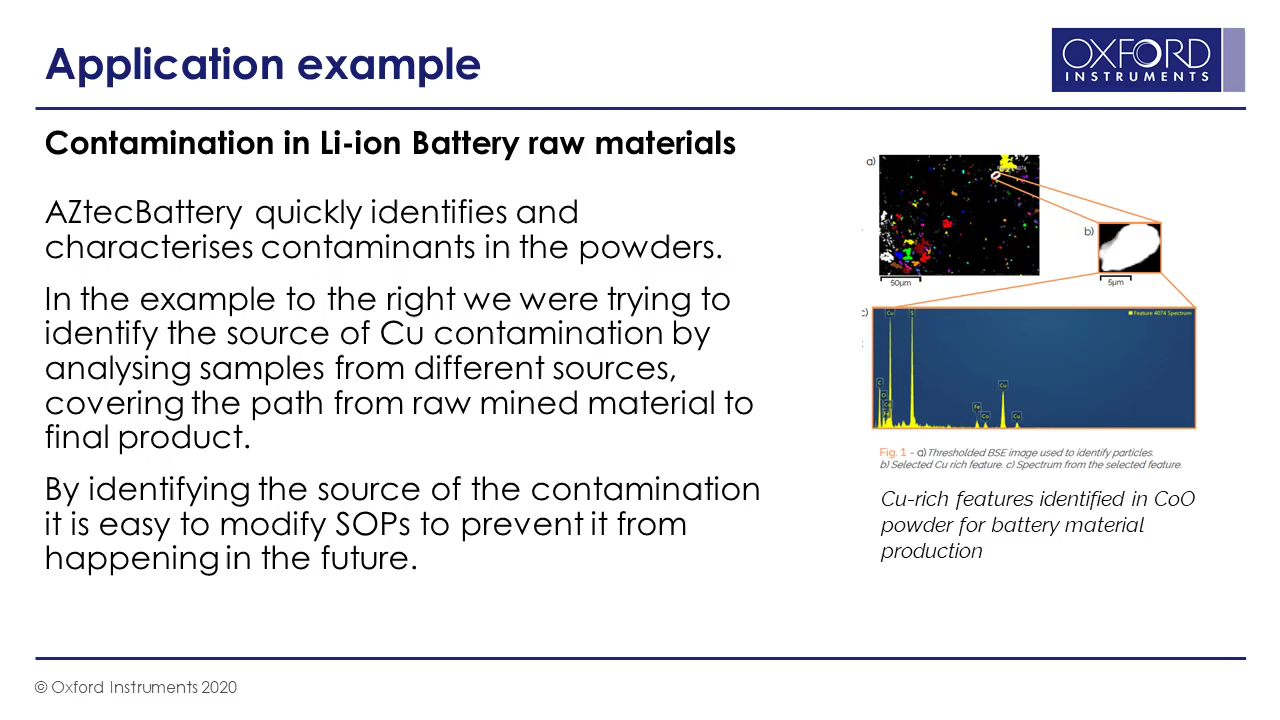 Application example
OXFORD
INSTRUMENTS
Contamination in Li-ion Battery raw materials
AZtecBattery quickly identifies and
characterises contaminants in the powders.
In the example to the right we were trying to
identify the source of Cu contamination by
analysing samples from different sources,
covering the path from raw mined material to
final product.
By identifying the source of the contamination
it is easy to modify SOPs to prevent it from
happening in the future.
a)
50µm
b)
5µm
c)
Feature 4074 Spectrum
Cu
S
C
O
Fe
Cu
Cu
Cu
Fig. 1 - a) Thresholded BSE image used to identify particles.
b) Selected Cu rich feature. c) Spectrum from the selected feature.
Cu-rich features identified in CoO
powder for battery material
production
© Oxford Instruments 2020